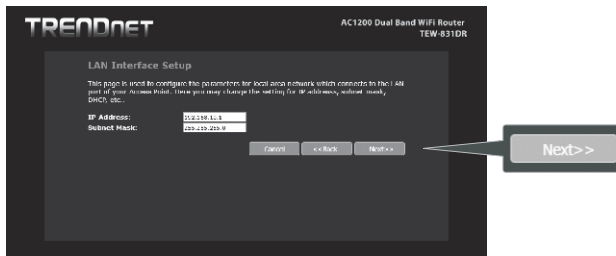 TRENDNET
AC1200 Dual Band WiFi Router
TEW-831DR
LAN Interface Setup
This page is used to configure the parameters for local area network which connects to the LAN
port of your Access Point. Here you may change the setting for IP address, subnet mask,
DHCP, etc..
IP Address: 192.168.10.1
Subnet Mask: 255.255.255.0
Cancel <<Back Next>>
Next>>